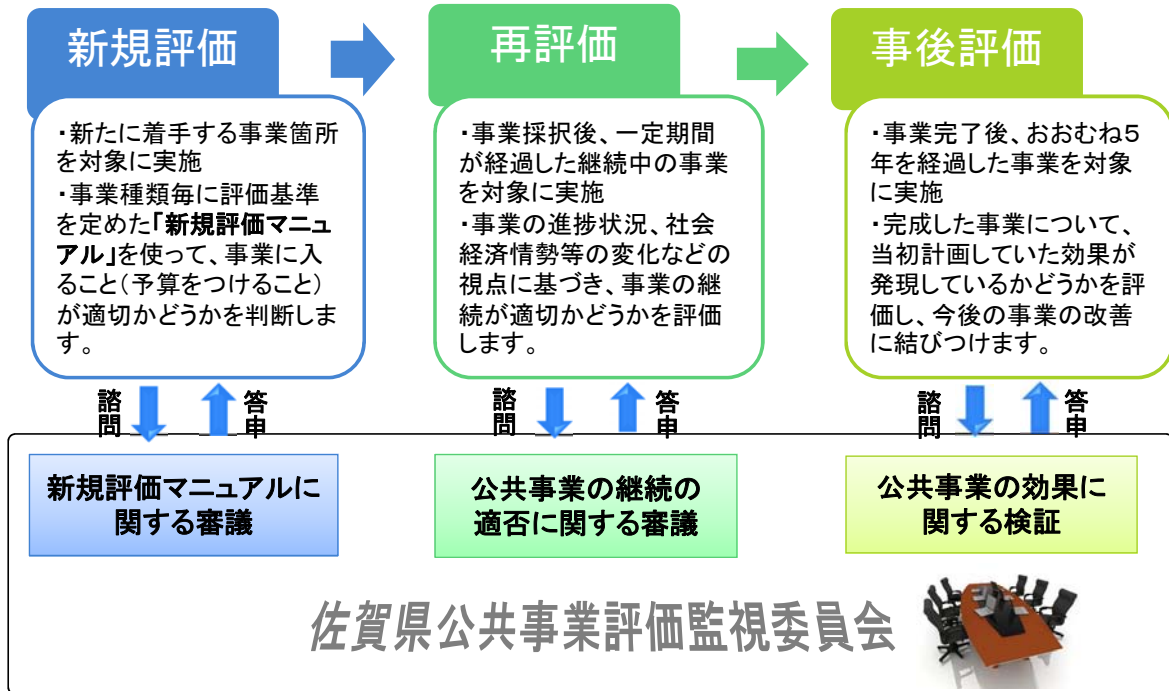 新規評価
・新たに着手する事業箇所
を対象に実施
・事業種類毎に評価基準
を定めた「新規評価マニュ
アル」を使って、事業に入
ること（予算をつけること）
が適切かどうかを判断しま
す。
再評価
・事業採択後、一定期間
が経過した継続中の事業
を対象に実施
・事業の進捗状況、社会
経済情勢等の変化などの
視点に基づき、事業の継
続が適切かどうかを評価
します。
事後評価
・事業完了後、おおむね５
年を経過した事業を対象
に実施
・完成した事業について、
当初計画していた効果が
発現しているかどうかを評
価し、今後の事業の改善
に結びつけます。
諮問
答申
諮問
答申
諮問
答申
新規評価マニュアルに
関する審議
公共事業の継続の
適否に関する審議
公共事業の効果に
関する検証
佐賀県公共事業評価監視委員会